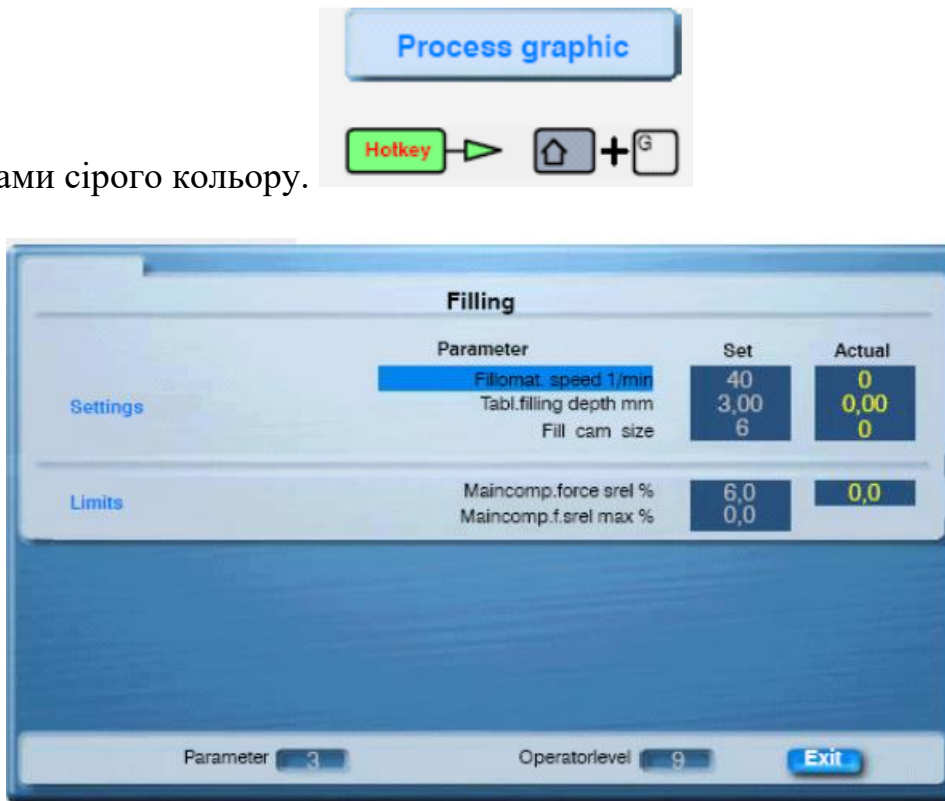 Process graphic
Hotkey + G
ами сірого кольору.
Filling
Parameter Set Actual
Settings
Fillomat. speed 1/min 40 0
Tabl.filling depth mm 3,00 0,00
Fill cam size 6 0
Limits
Maincomp.force srel % 6,0 0,0
Maincomp.f.srel max % 0,0
Parameter 3 Operatorlevel 9 Exit